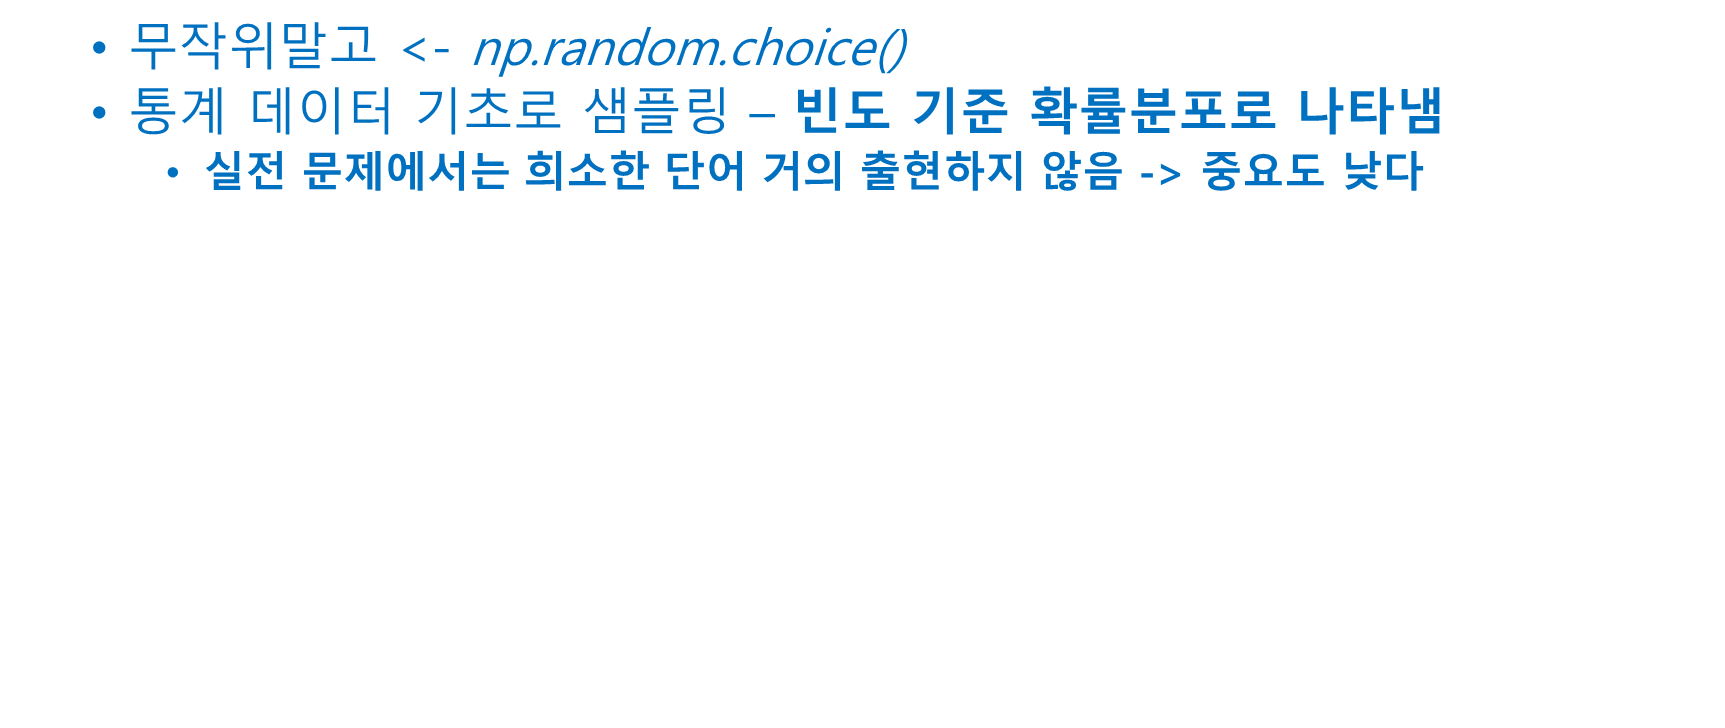 • 무작위말고 <- np.random.choice()
• 통계 데이터 기초로 샘플링 – 빈도 기준 확률분포로 나타냄
• 실전 문제에서는 희소한 단어 거의 출현하지 않음 -> 중요도 낮다